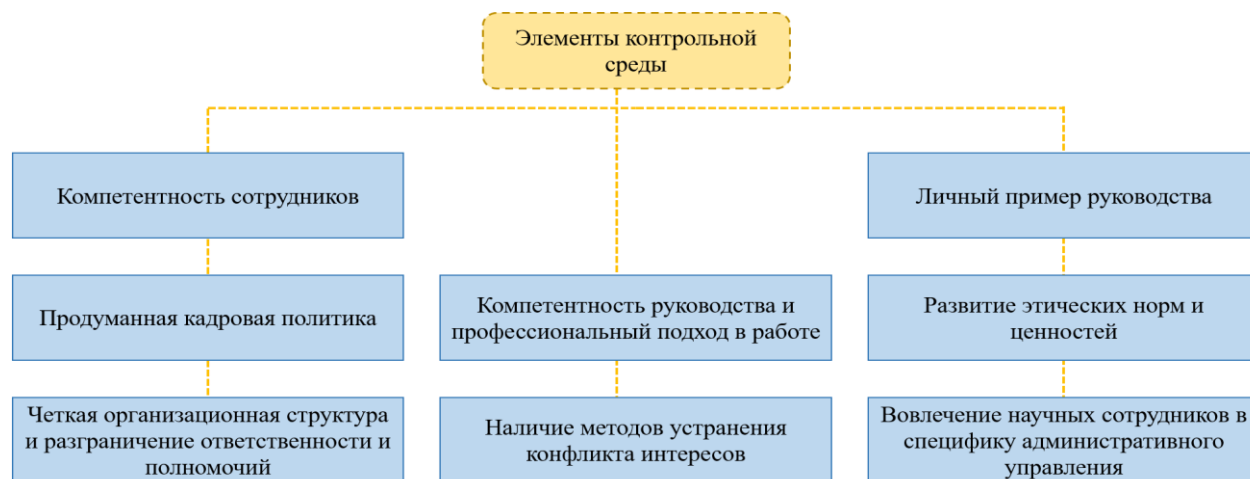 Элементы контрольной
среды
Компетентность сотрудников
Личный пример руководства
Продуманная кадровая политика
Компетентность руководства и
профессиональный подход в работе
Развитие этических норм и
ценностей
Четкая организационная структура
и разграничение ответственности и
полномочий
Наличие методов устранения
конфликта интересов
Вовлечение научных сотрудников в
специфику административного
управления